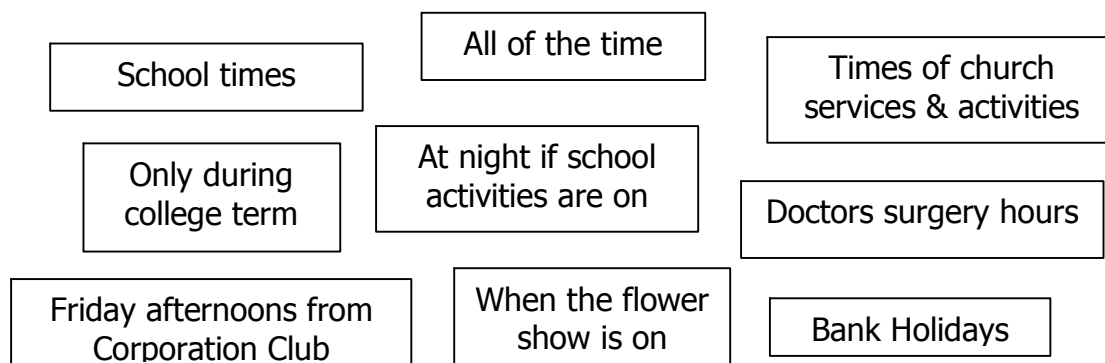 All of the time
School times
Times of church
services & activities
At night if school
activities are on
Only during
college term
Doctors surgery hours
Friday afternoons from
Corporation Club
When the flower
show is on
Bank Holidays